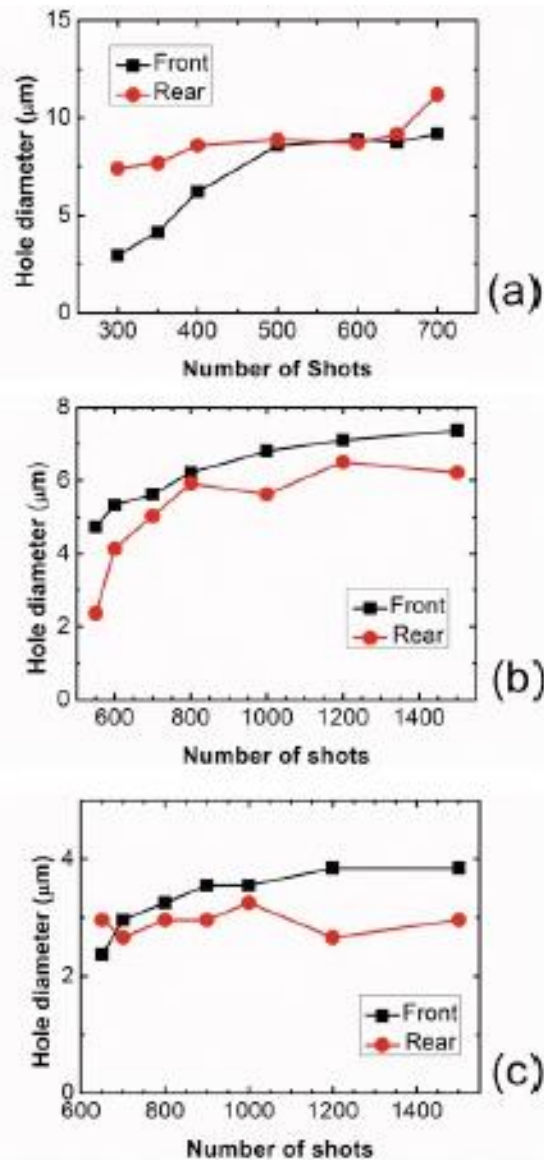 15
10
5
0
Hole diameter (μm)
Front
Rear
300 400 500 600 700
Number of Shots
(a)
8
6
4
2
0
Hole diameter (μm)
Front
Rear
600 800 1000 1200 1400
Number of shots
(b)
4
2
0
Hole diameter (μm)
Front
Rear
600 800 1000 1200 1400
Number of shots
(c)